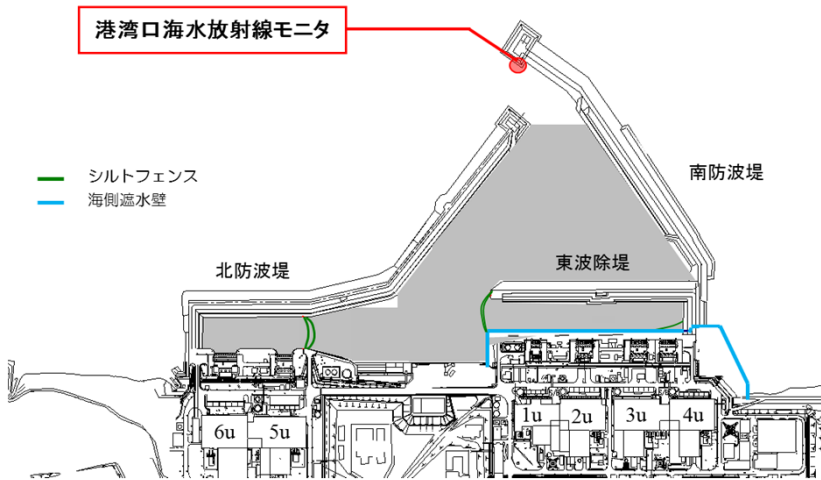 港湾口海水放射線モニタ
シルトフェンス
海側遮水壁
南防波堤
北防波堤
東波除堤
6u
5u
1u
2u
3u
4u